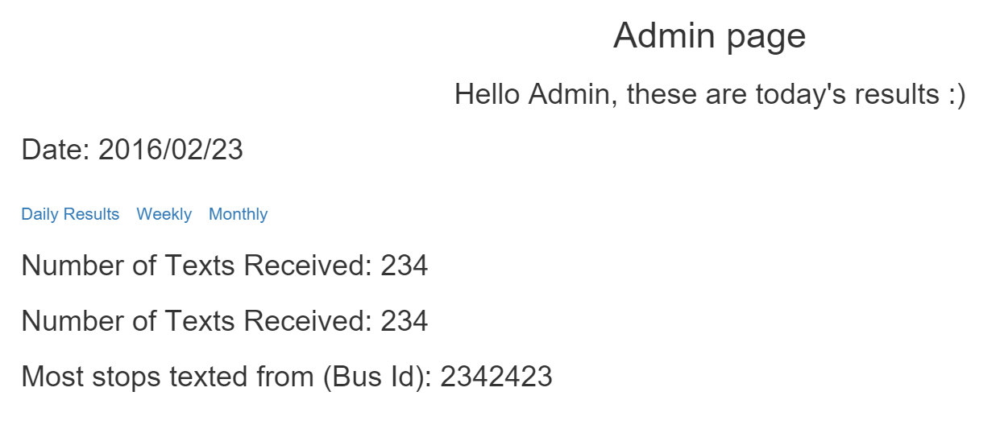 Admin page
Hello Admin, these are today's results :)
Date: 2016/02/23
Daily Results Weekly Monthly
Number of Texts Received: 234
Number of Texts Received: 234
Most stops texted from (Bus Id): 2342423